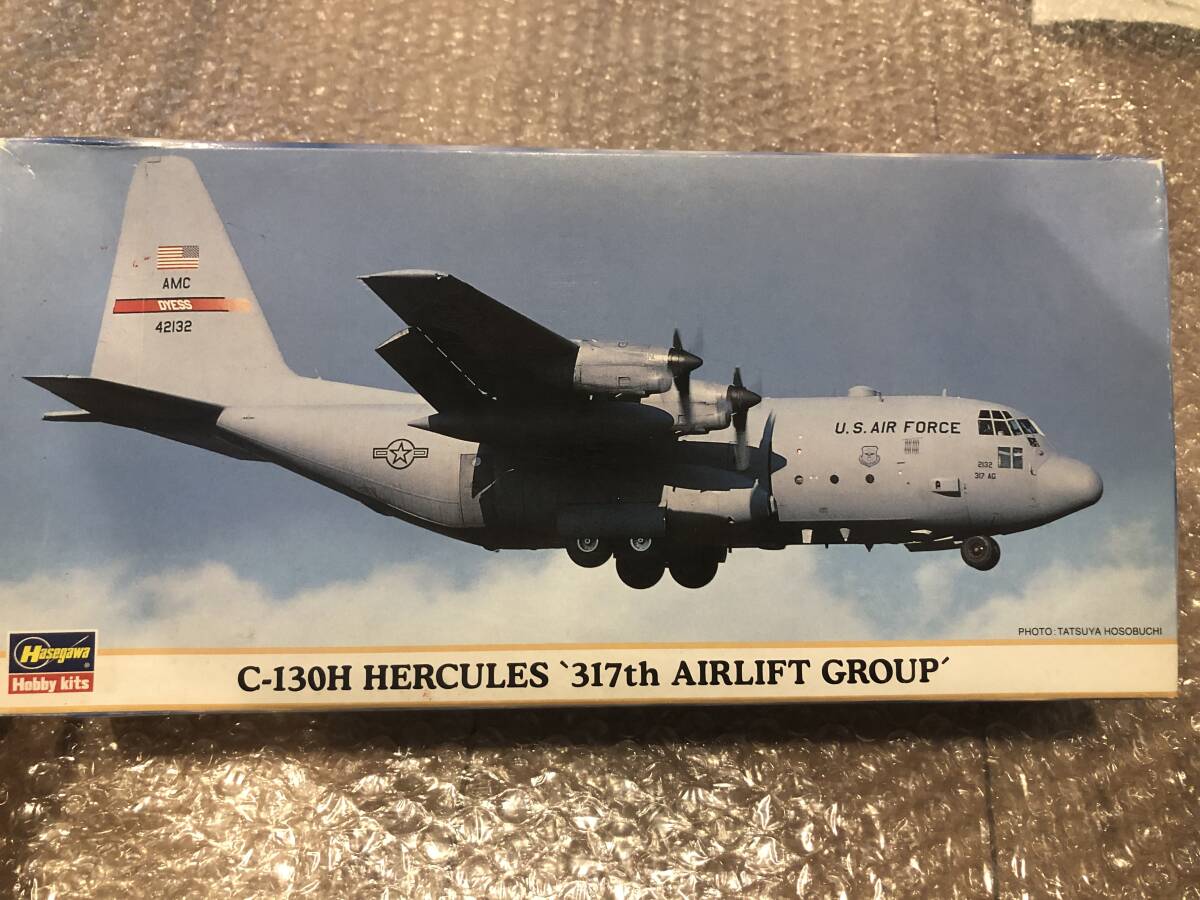 AMC
DYESS
42132
U.S. AIR FORCE
2132
317 AG
PHOTO : TATSUYA HOSOBUCHI
Hasegawa
Hobby kits
C-130H HERCULES `317th AIRLIFT GROUP´